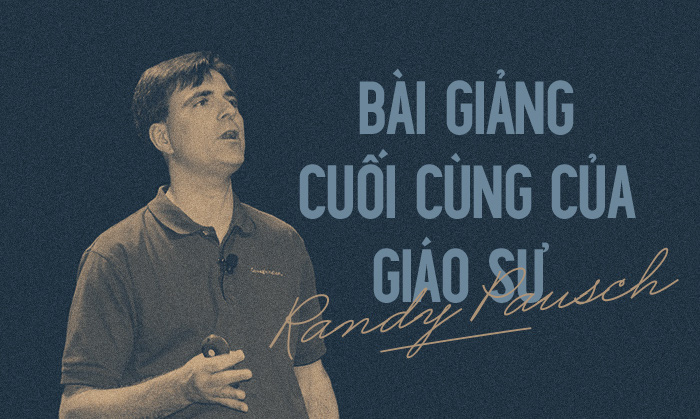 BÀI GIẢNG
CUỐI CÙNG CỦA
GIÁO SƯ
Randy Pausch